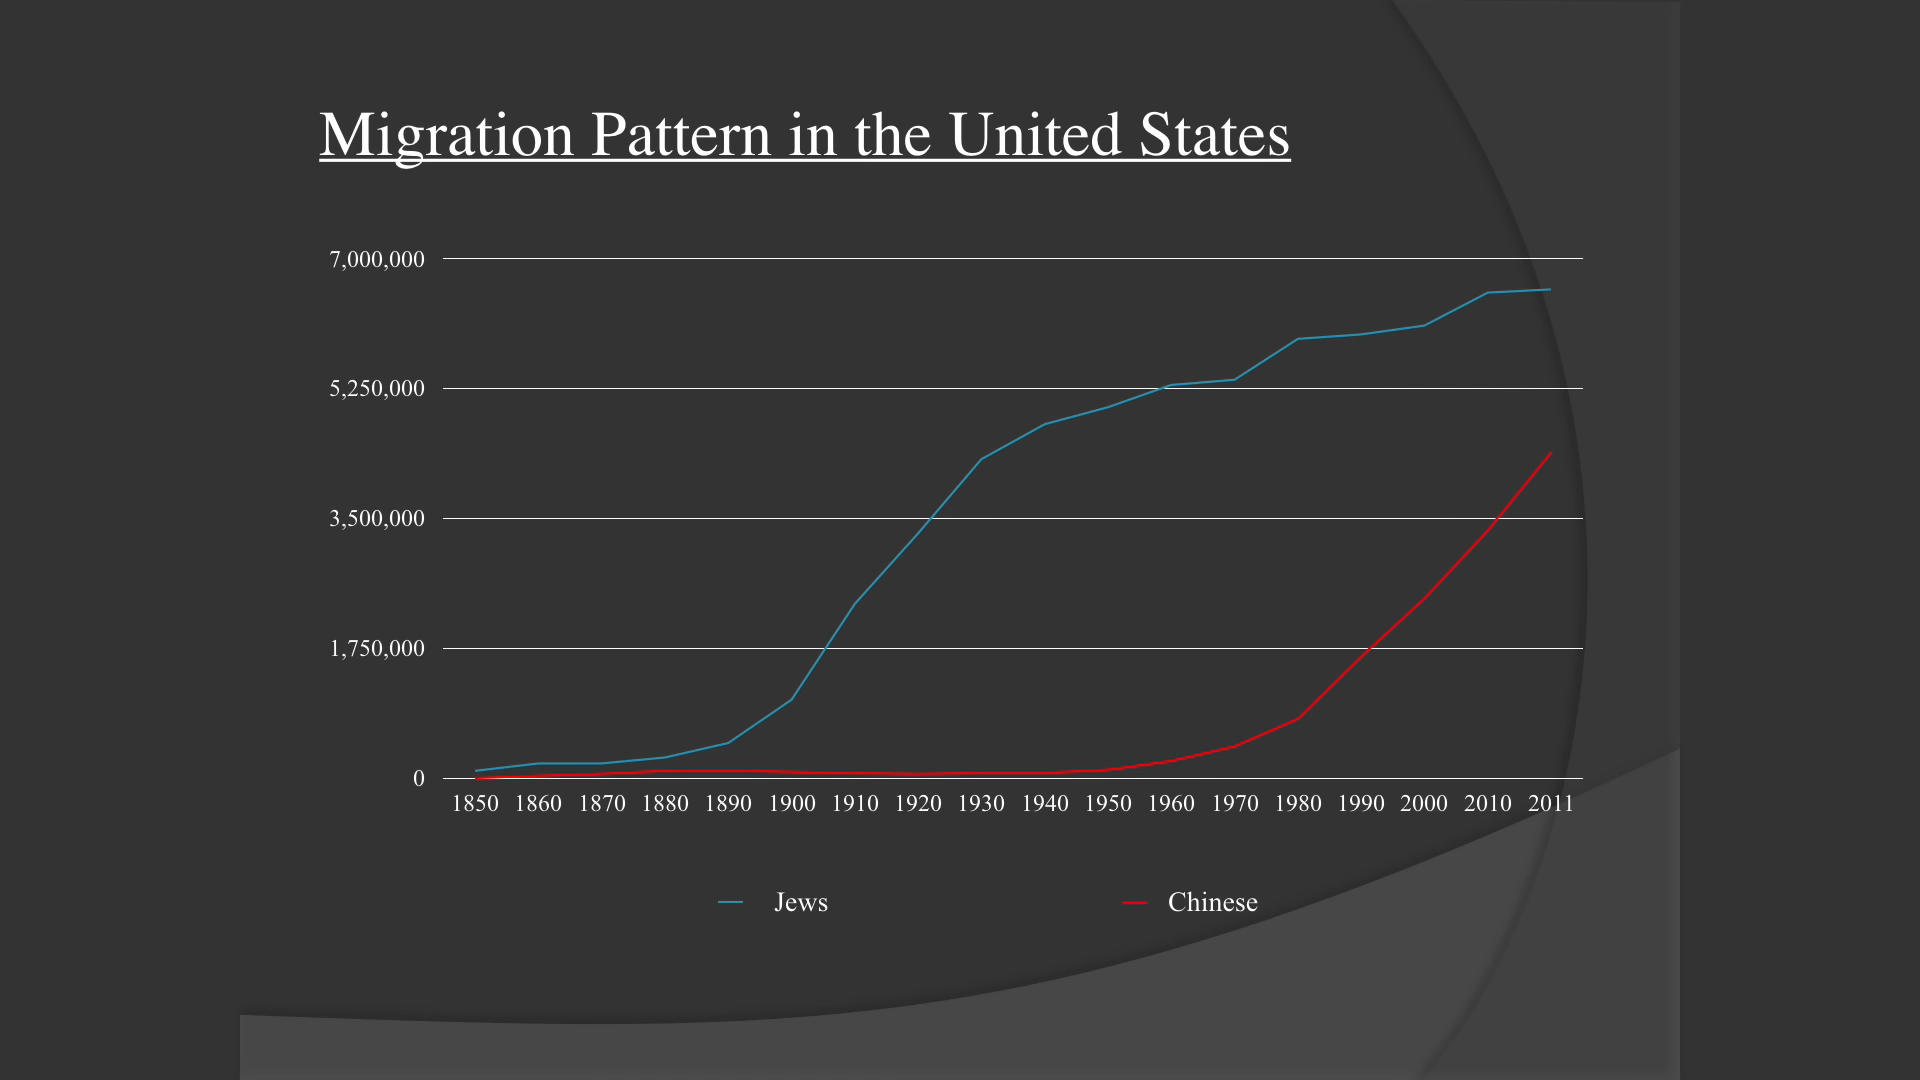 Migration Pattern in the United States
7,000,000
5,250,000
3,500,000
1,750,000
0
1850 1860 1870 1880 1890 1900 1910 1920 1930 1940 1950 1960 1970 1980 1990 2000 2010 2011
Jews Chinese